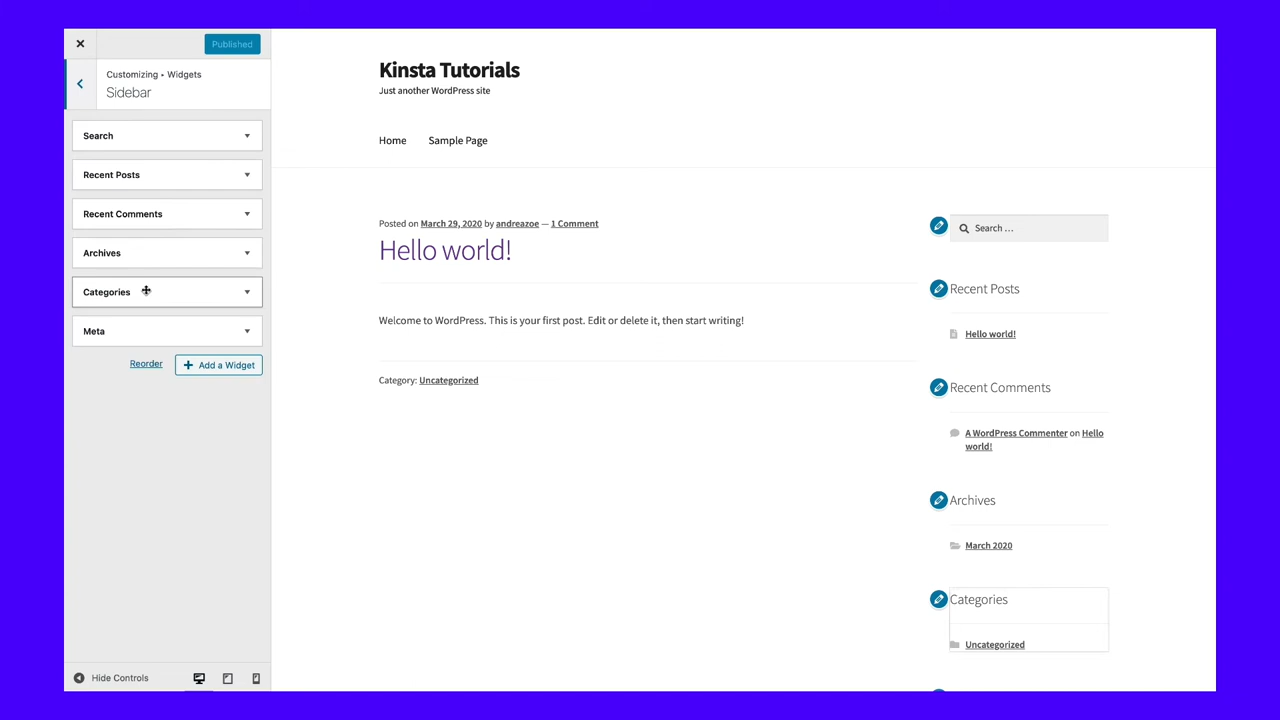 Published
Customizing • Widgets
Sidebar
Search
Recent Posts
Recent Comments
Archives
Categories
Meta
Reorder
Add a Widget
Hide Controls
Kinsta Tutorials
Just another WordPress site
Home Sample Page
Posted on March 29, 2020 by andreazoe — 1 Comment
Hello world!
Welcome to WordPress. This is your first post. Edit or delete it, then start writing!
Category: Uncategorized
Search …
Recent Posts
Hello world!
Recent Comments
A WordPress Commenter on Hello
world!
Archives
March 2020
Categories
Uncategorized